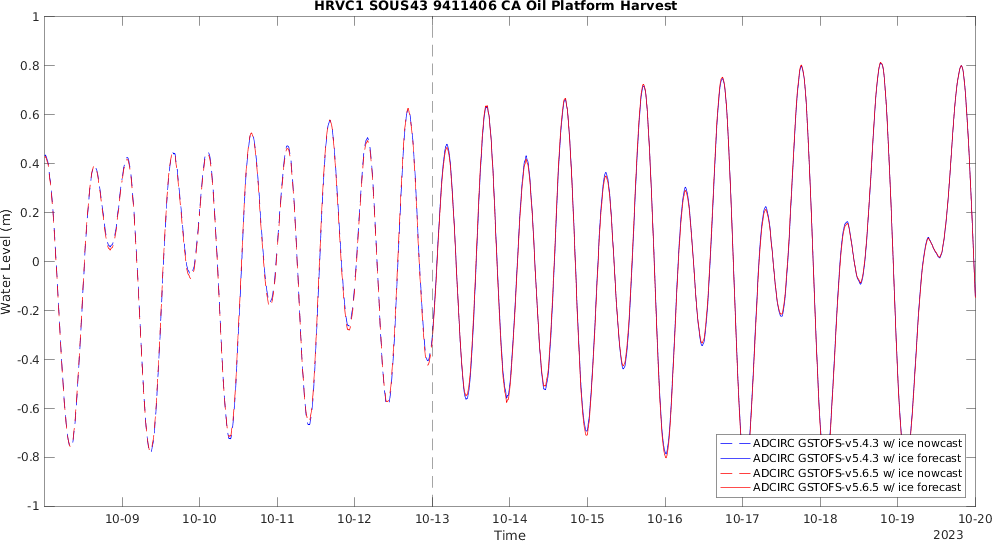 HRVC1 SOUS43 9411406 CA Oil Platform Harvest
1
0.8
0.6
0.4
0.2
0
-0.2
-0.4
-0.6
-0.8
-1
Water Level (m)
ADCIRC GSTOFS-v5.4.3 w/ ice nowcast
ADCIRC GSTOFS-v5.4.3 w/ ice forecast
ADCIRC GSTOFS-v5.6.5 w/ ice nowcast
ADCIRC GSTOFS-v5.6.5 w/ ice forecast
10-09 10-10 10-11 10-12 10-13 10-14 10-15 10-16 10-17 10-18 10-19 10-20
Time
2023